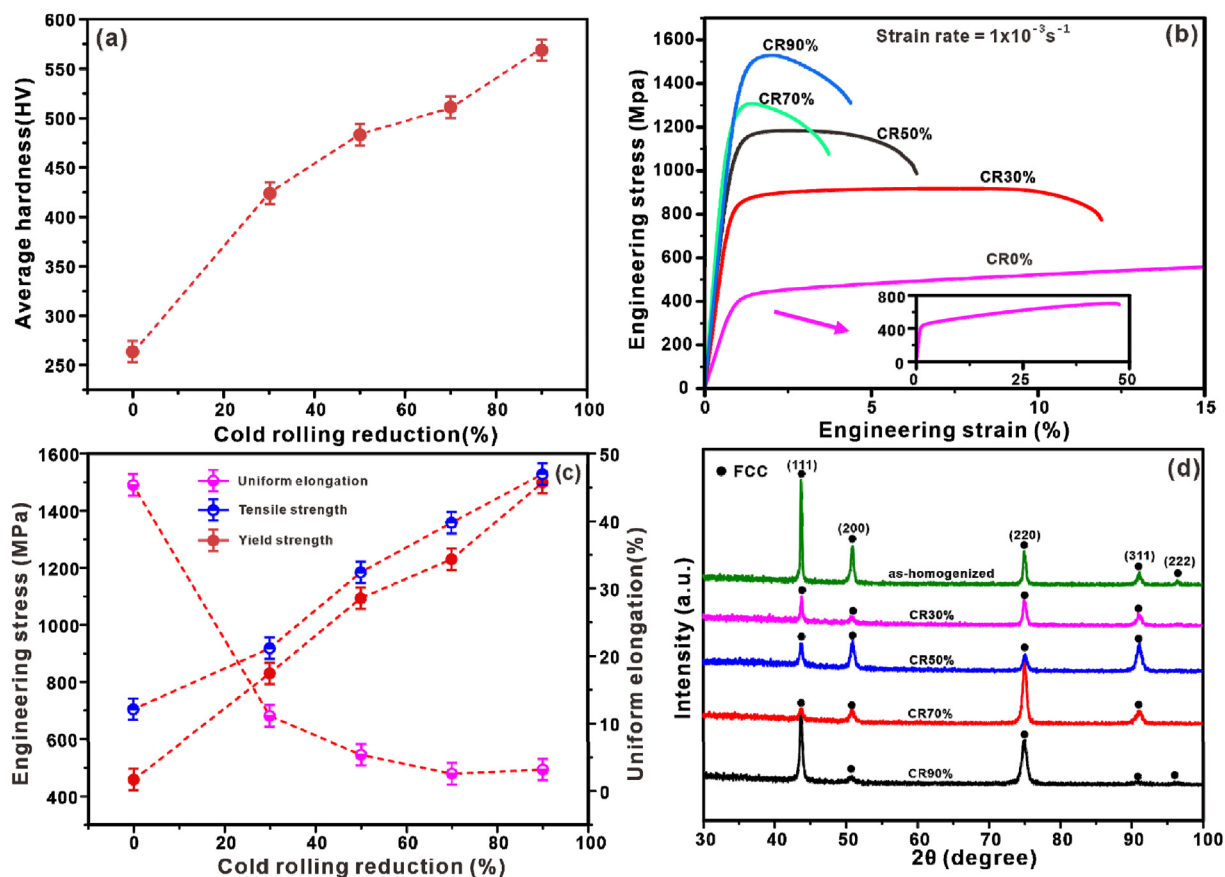 (a)
600
550
500
450
400
350
300
250
Average hardness(HV)
0 20 40 60 80 100
Cold rolling reduction(%)
(b)
Strain rate = 1x10⁻³s⁻¹
1600
1400
1200
1000
800
600
400
200
0
Engineering stress (Mpa)
CR90%
CR70%
CR50%
CR30%
CR0%
800
400
0
0 25 50
0 5 10 15
Engineering strain (%)
(c)
1600
1400
1200
1000
800
600
400
Engineering stress (MPa)
Uniform elongation
Tensile strength
Yield strength
50
40
30
20
10
0
Uniform elongation(%)
0 20 40 60 80 100
Cold rolling reduction (%)
(d)
FCC
(111)
(200)
(220)
(311)
(222)
as-homogenized
CR30%
CR50%
CR70%
CR90%
Intensity (a.u.)
30 40 50 60 70 80 90 100
2θ (degree)